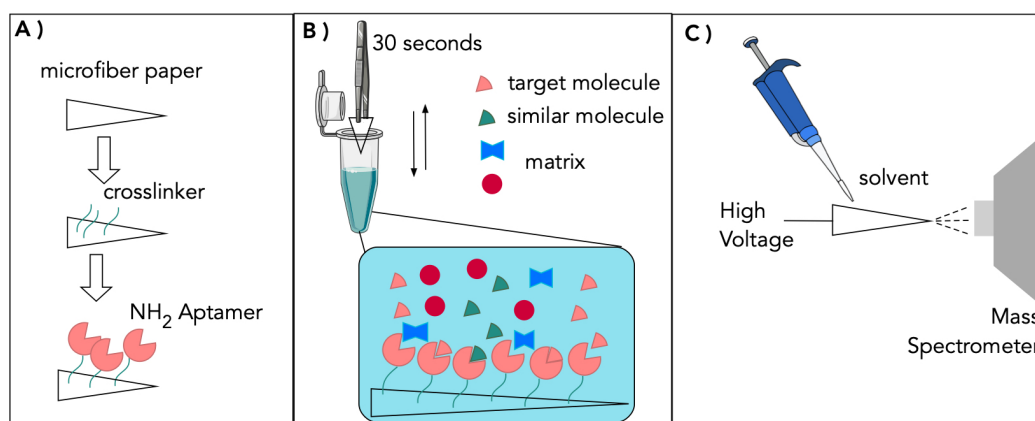 A )
microfiber paper
crosslinker
NH2 Aptamer
B )
30 seconds
target molecule
similar molecule
matrix
C )
solvent
High
Voltage
Mass
Spectrometer